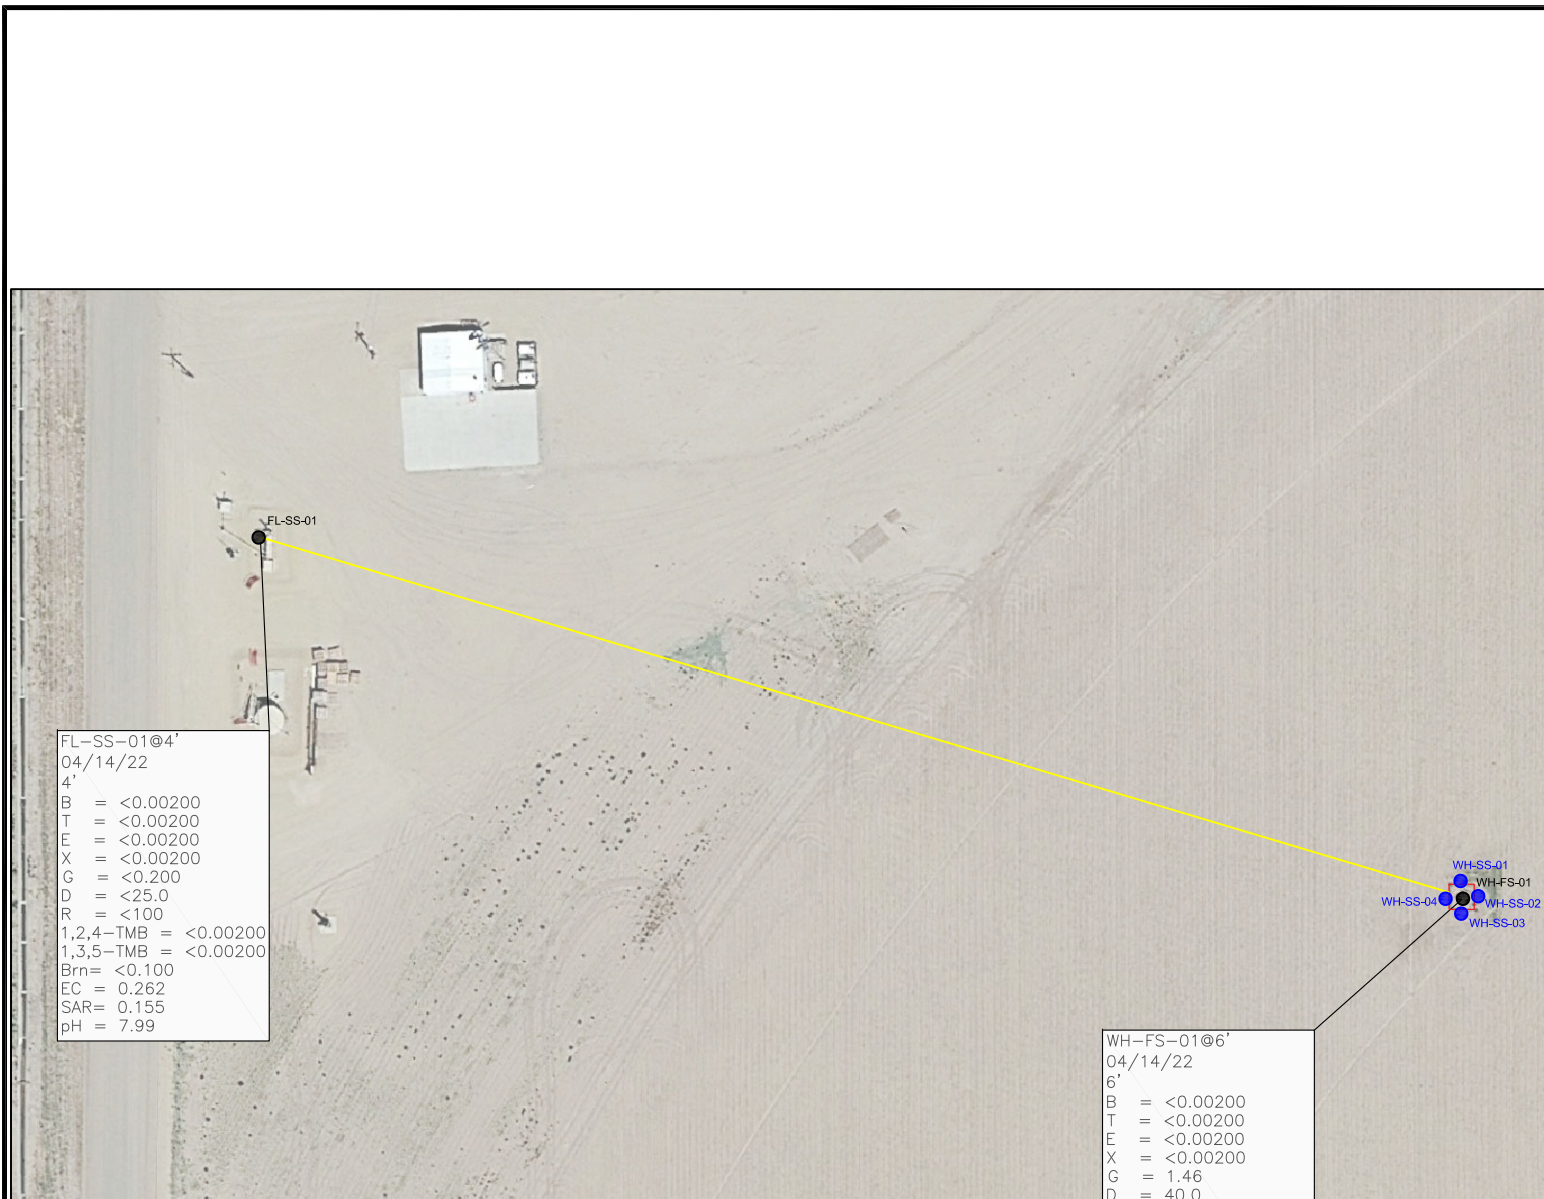 FL-SS-01
FL-SS-01@4'
04/14/22
4'
B = <0.00200
T = <0.00200
E = <0.00200
X = <0.00200
G = <0.200
D = <25.0
R = <100
1,2,4-TMB = <0.00200
1,3,5-TMB = <0.00200
Brn= <0.100
EC = 0.262
SAR= 0.155
pH = 7.99
WH-SS-01
WH-FS-01
WH-SS-04
WH-SS-02
WH-SS-03
WH-FS-01@6'
04/14/22
6'
B = <0.00200
T = <0.00200
E = <0.00200
X = <0.00200
G = 1.46
D = 40.0